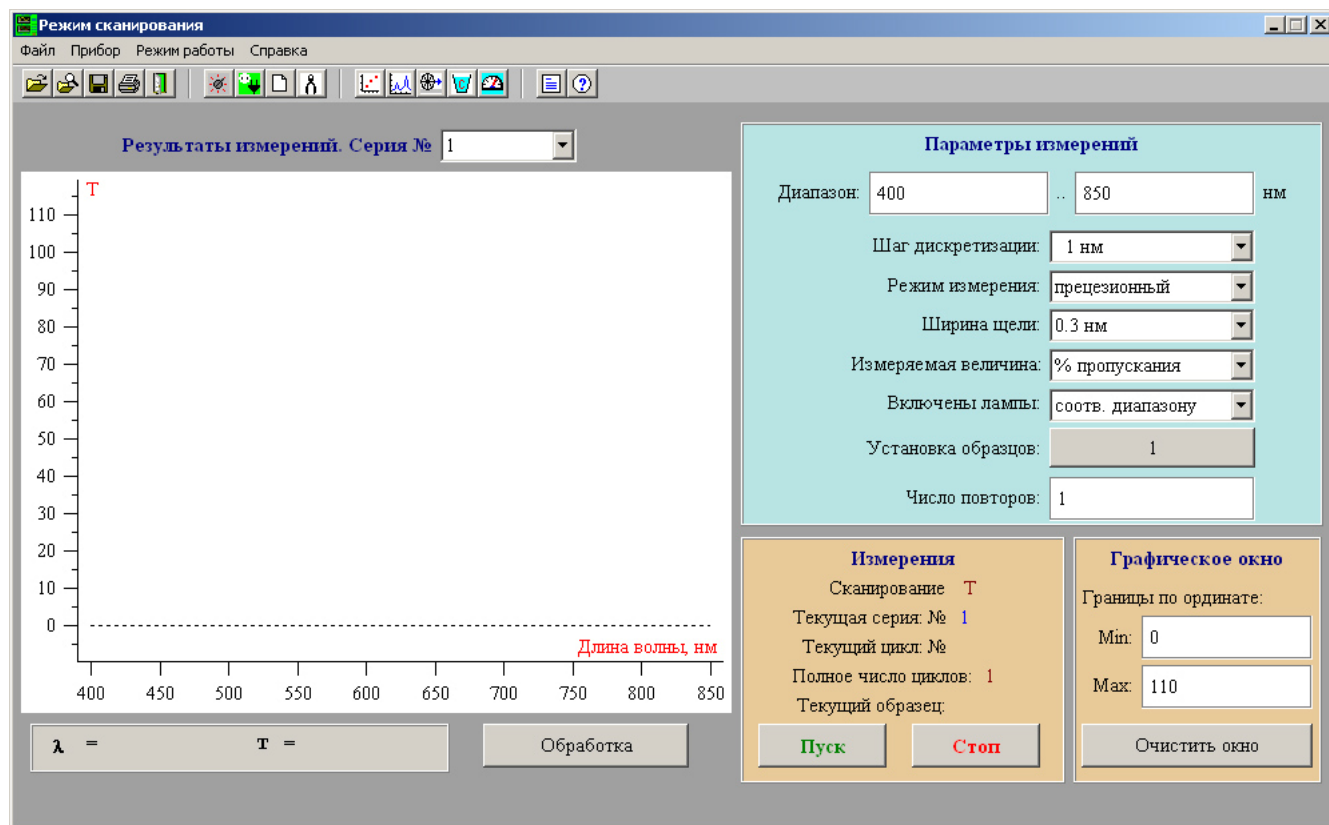 Режим сканирования
Файл Прибор Режим работы Справка
Результаты измерений. Серия № 1
T
110
100
90
80
70
60
50
40
30
20
10
0
Длина волны, нм
400 450 500 550 600 650 700 750 800 850
λ = T =
Обработка
Параметры измерений
Диапазон: 400 .. 850 нм
Шаг дискретизации: 1 нм
Режим измерения: прецезионный
Ширина щели: 0.3 нм
Измеряемая величина: % пропускания
Включены лампы: соотв. диапазону
Установка образцов: 1
Число повторов: 1
Измерения
Сканирование T
Текущая серия: № 1
Текущий цикл: №
Полное число циклов: 1
Текущий образец:
Пуск Стоп
Графическое окно
Границы по ординате:
Min: 0
Max: 110
Очистить окно